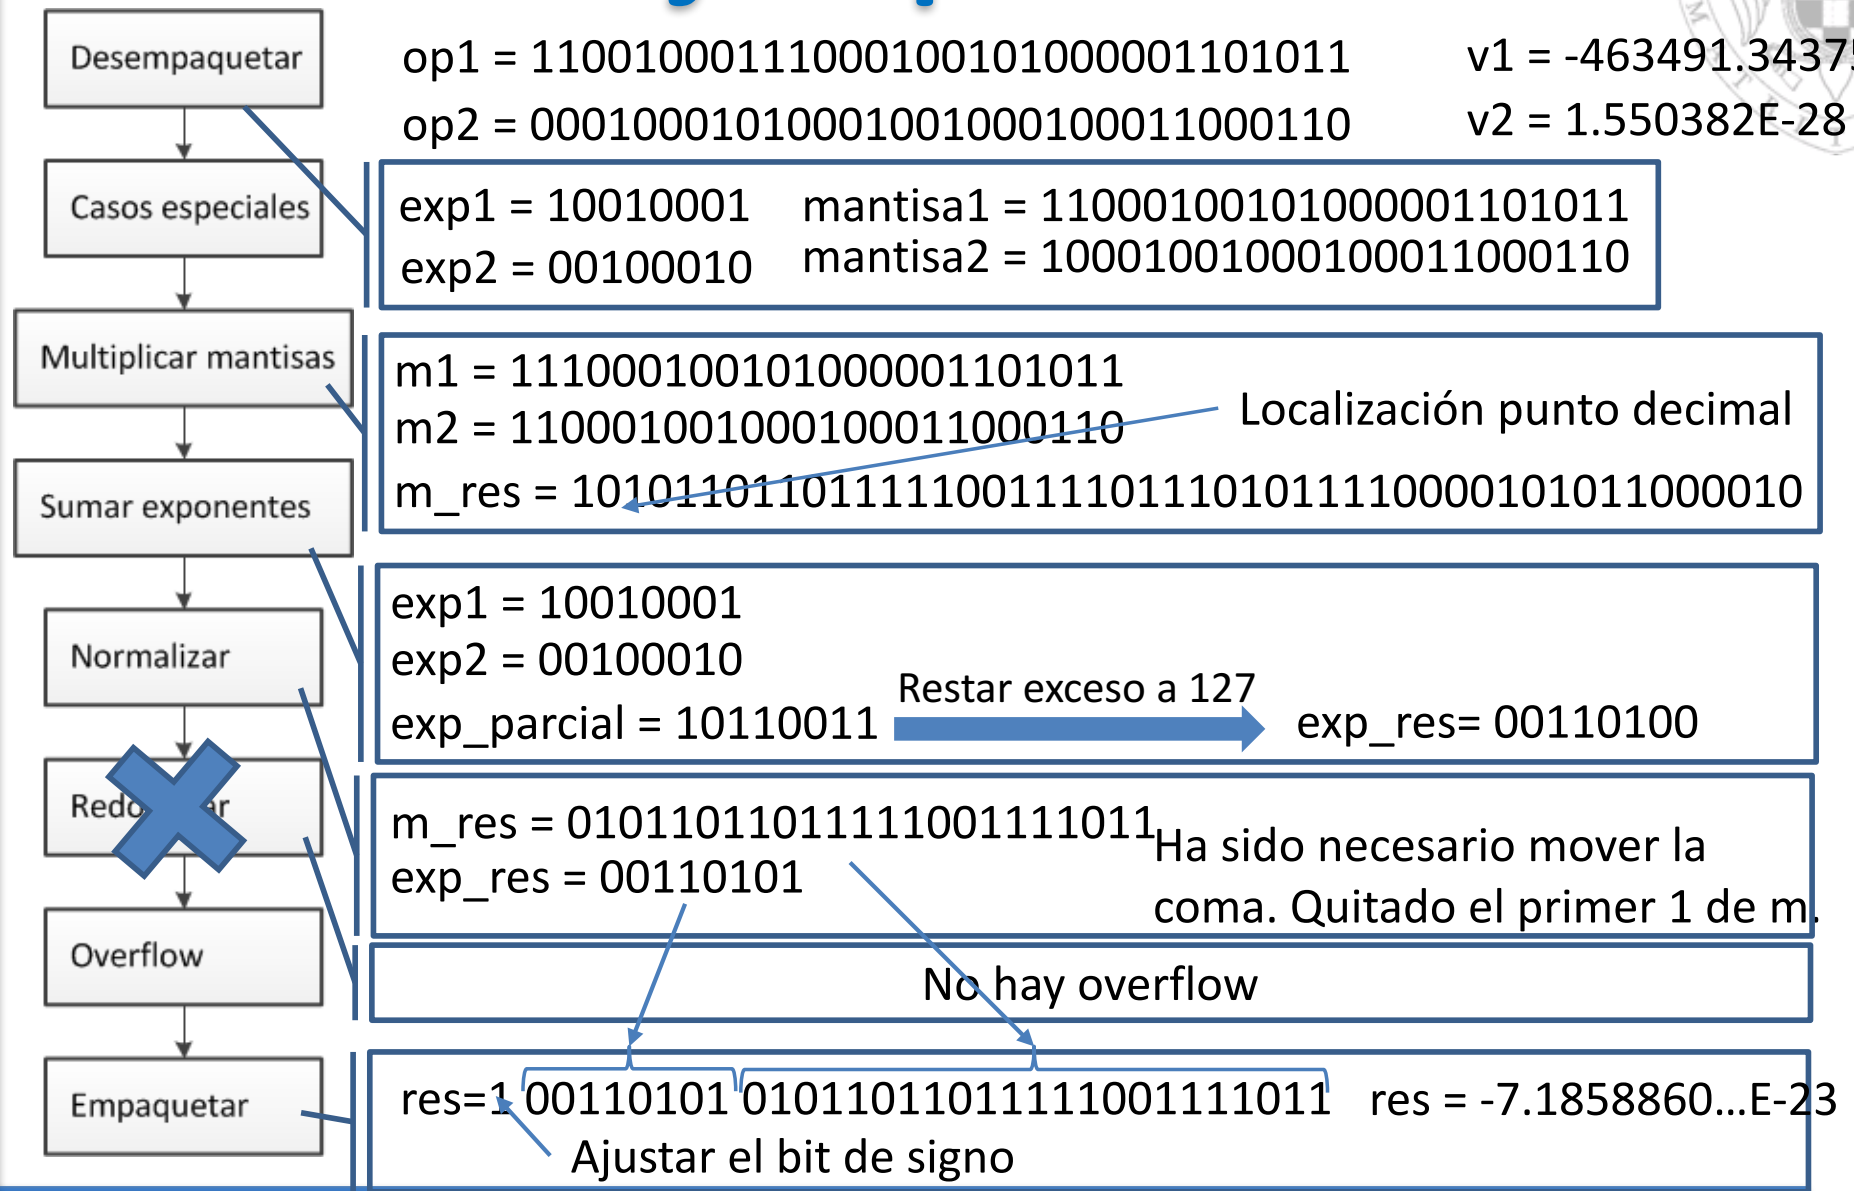 Desempaquetar
op1 = 11001000111000100101000001101011
v1 = -463491.34375
op2 = 00010001010001001000100011000110
v2 = 1.550382E-28
Casos especiales
exp1 = 10010001
mantisa1 = 11000100101000001101011
exp2 = 00100010
mantisa2 = 10001001000100011000110
Multiplicar mantisas
m1 = 111000100101000001101011
m2 = 110001001000100011000110
Localización punto decimal
m_res = 101011011011111001111011101011110000101011000010
Sumar exponentes
exp1 = 10010001
exp2 = 00100010
exp_parcial = 10110011
Restar exceso a 127
exp_res= 00110100
Normalizar
m_res = 01011011011111001111011
exp_res = 00110101
Ha sido necesario mover la
coma. Quitado el primer 1 de m.
Overflow
No hay overflow
Empaquetar
res=1 00110101 01011011011111001111011
res = -7.1858860...E-23
Ajustar el bit de signo